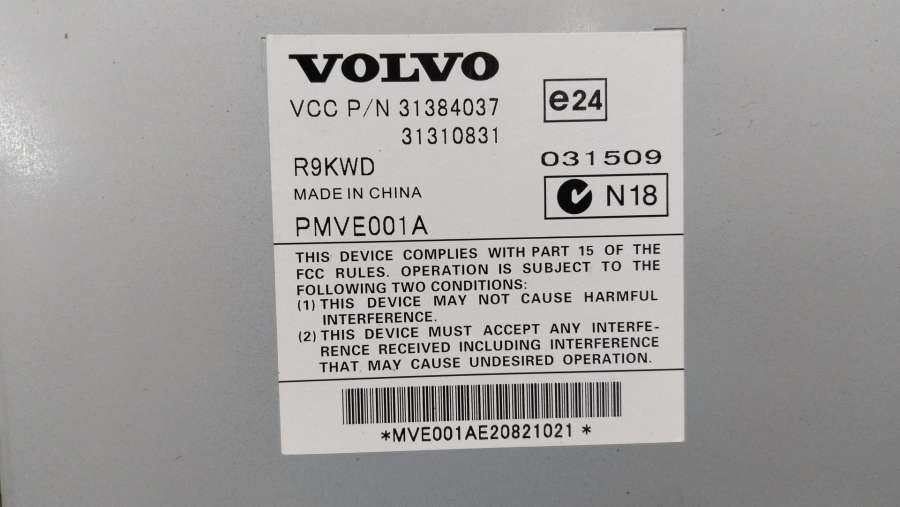 VOLVO
VCC P/N 31384037
31310831
e24
R9KWD
031509
MADE IN CHINA
N18
PMVE001A
THIS DEVICE COMPLIES WITH PART 15 OF THE
FCC RULES. OPERATION IS SUBJECT TO THE
FOLLOWING TWO CONDITIONS:
(1) THIS DEVICE MAY NOT CAUSE HARMFUL
INTERFERENCE.
(2) THIS DEVICE MUST ACCEPT ANY INTERFE-
RENCE RECEIVED INCLUDING INTERFERENCE
THAT MAY CAUSE UNDESIRED OPERATION.
*MVE001AE20821021 *